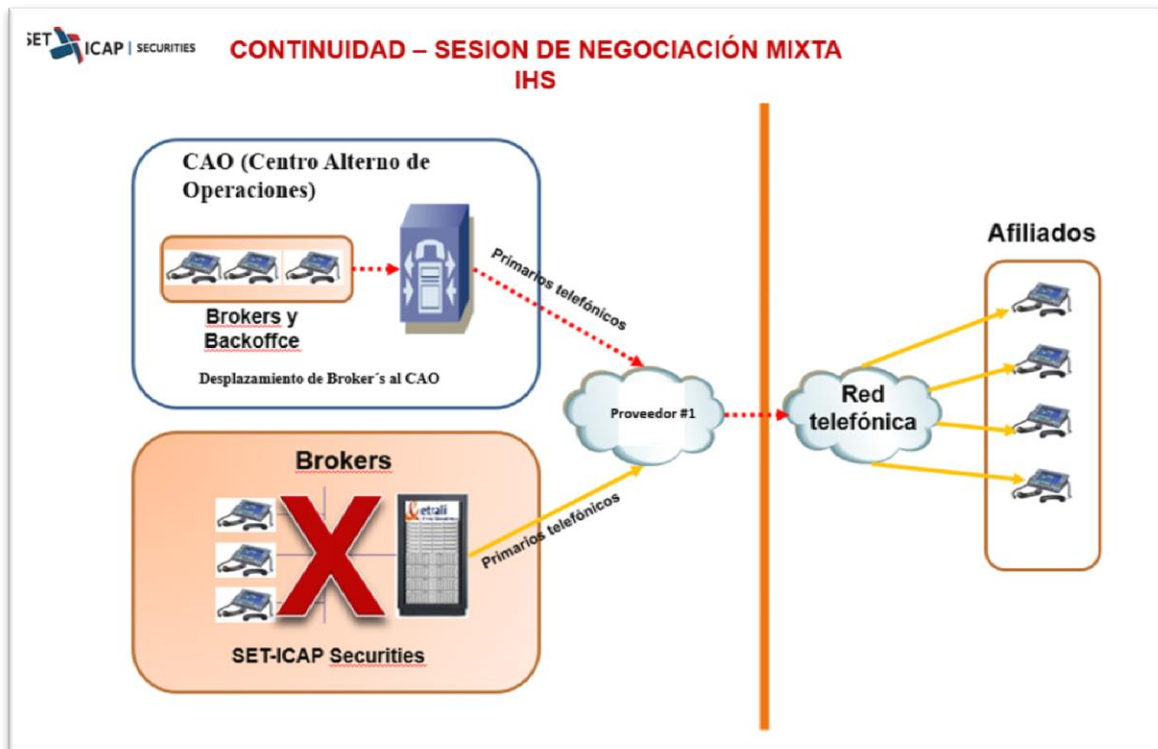 SET ICAP | SECURITIES
CONTINUIDAD – SESION DE NEGOCIACIÓN MIXTA
IHS
CAO (Centro Alterno de
Operaciones)
Brokers y
Backoffce
Desplazamiento de Broker´s al CAO
Primarios telefónicos
Proveedor #1
Red
telefónica
Afiliados
Brokers
etrali
X
Primarios telefónicos
SET-ICAP Securities